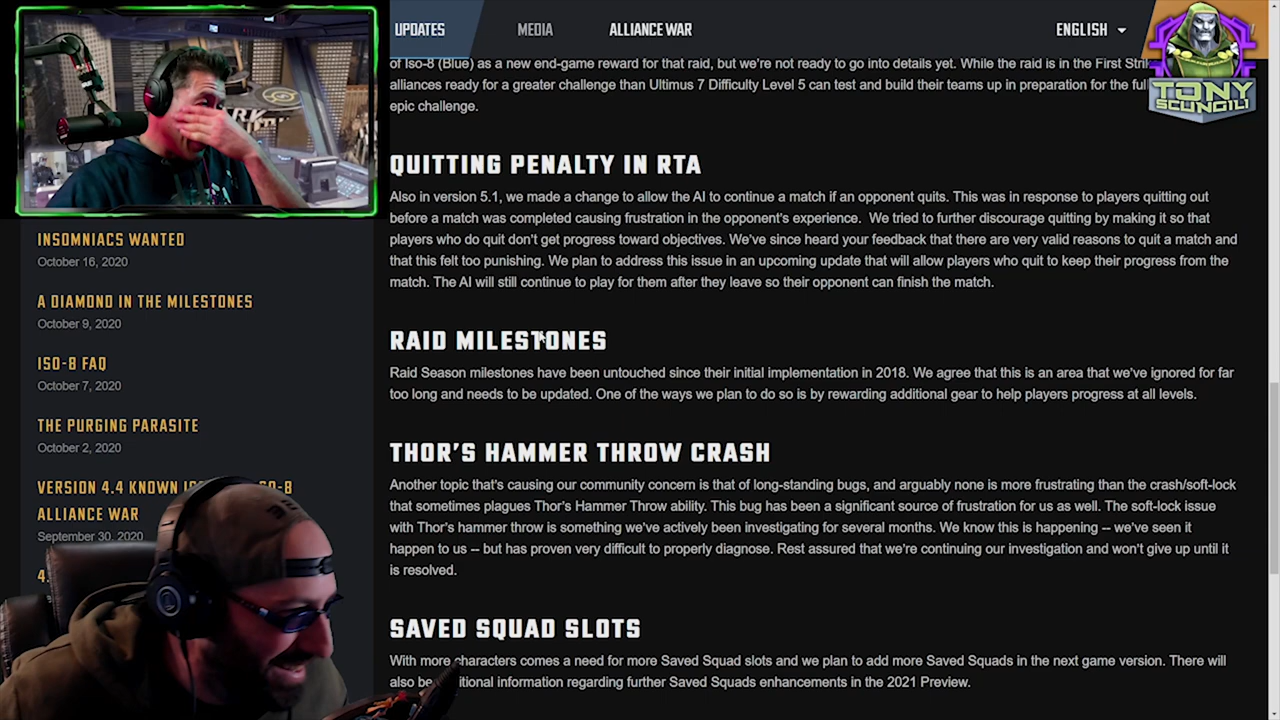 UPDATES
MEDIA
ALLIANCE WAR
ENGLISH
TONY
SCUNGILI
of Iso-8 (Blue) as a new end-game reward for that raid, but we're not ready to go into details yet. While the raid is in the First
alliances ready for a greater challenge than Ultimus 7 Difficulty Level 5 can test and build their teams up in preparation for the
epic challenge.
QUITTING PENALTY IN RTA
Also in version 5.1, we made a change to allow the AI to continue a match if an opponent quits. This was in response to players quitting out
before a match was completed causing frustration in the opponent's experience. We tried to further discourage quitting by making it so that
players who do quit don't get progress toward objectives. We've since heard your feedback that there are very valid reasons to quit a match and
that this felt too punishing. We plan to address this issue in an upcoming update that will allow players who quit to keep their progress from the
match. The AI will still continue to play for them after they leave so their opponent can finish the match.
RAID MILESTONES
Raid Season milestones have been untouched since their initial implementation in 2018. We agree that this is an area that we've ignored for far
too long and needs to be updated. One of the ways we plan to do so is by rewarding additional gear to help players progress at all levels.
THOR'S HAMMER THROW CRASH
Another topic that's causing our community concern is that of long-standing bugs, and arguably none is more frustrating than the crash/soft-lock
that sometimes plagues Thor's Hammer Throw ability. This bug has been a significant source of frustration for us as well. The soft-lock issue
with Thor's hammer throw is something we've actively been investigating for several months. We know this is happening -- we've seen it
happen to us -- but has proven very difficult to properly diagnose. Rest assured that we're continuing our investigation and won't give up until it
is resolved.
SAVED SQUAD SLOTS
With more characters comes a need for more Saved Squad slots and we plan to add more Saved Squads in the next game version. There will
also be information regarding further Saved Squads enhancements in the 2021 Preview.
INSOMNIACS WANTED
October 16, 2020
A DIAMOND IN THE MILESTONES
October 9, 2020
ISO-8 FAQ
October 7, 2020
THE PURGING PARASITE
October 2, 2020
VERSION 4.4 KNOWN
ALLIANCE WAR
September 30, 2020